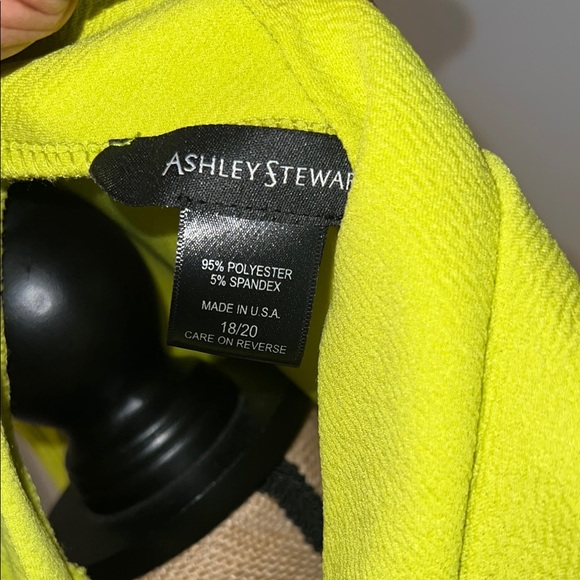 ASHLEY STEWAR
95% POLYESTER
5% SPANDEX
MADE IN U.S.A.
18/20
CARE ON REVERSE